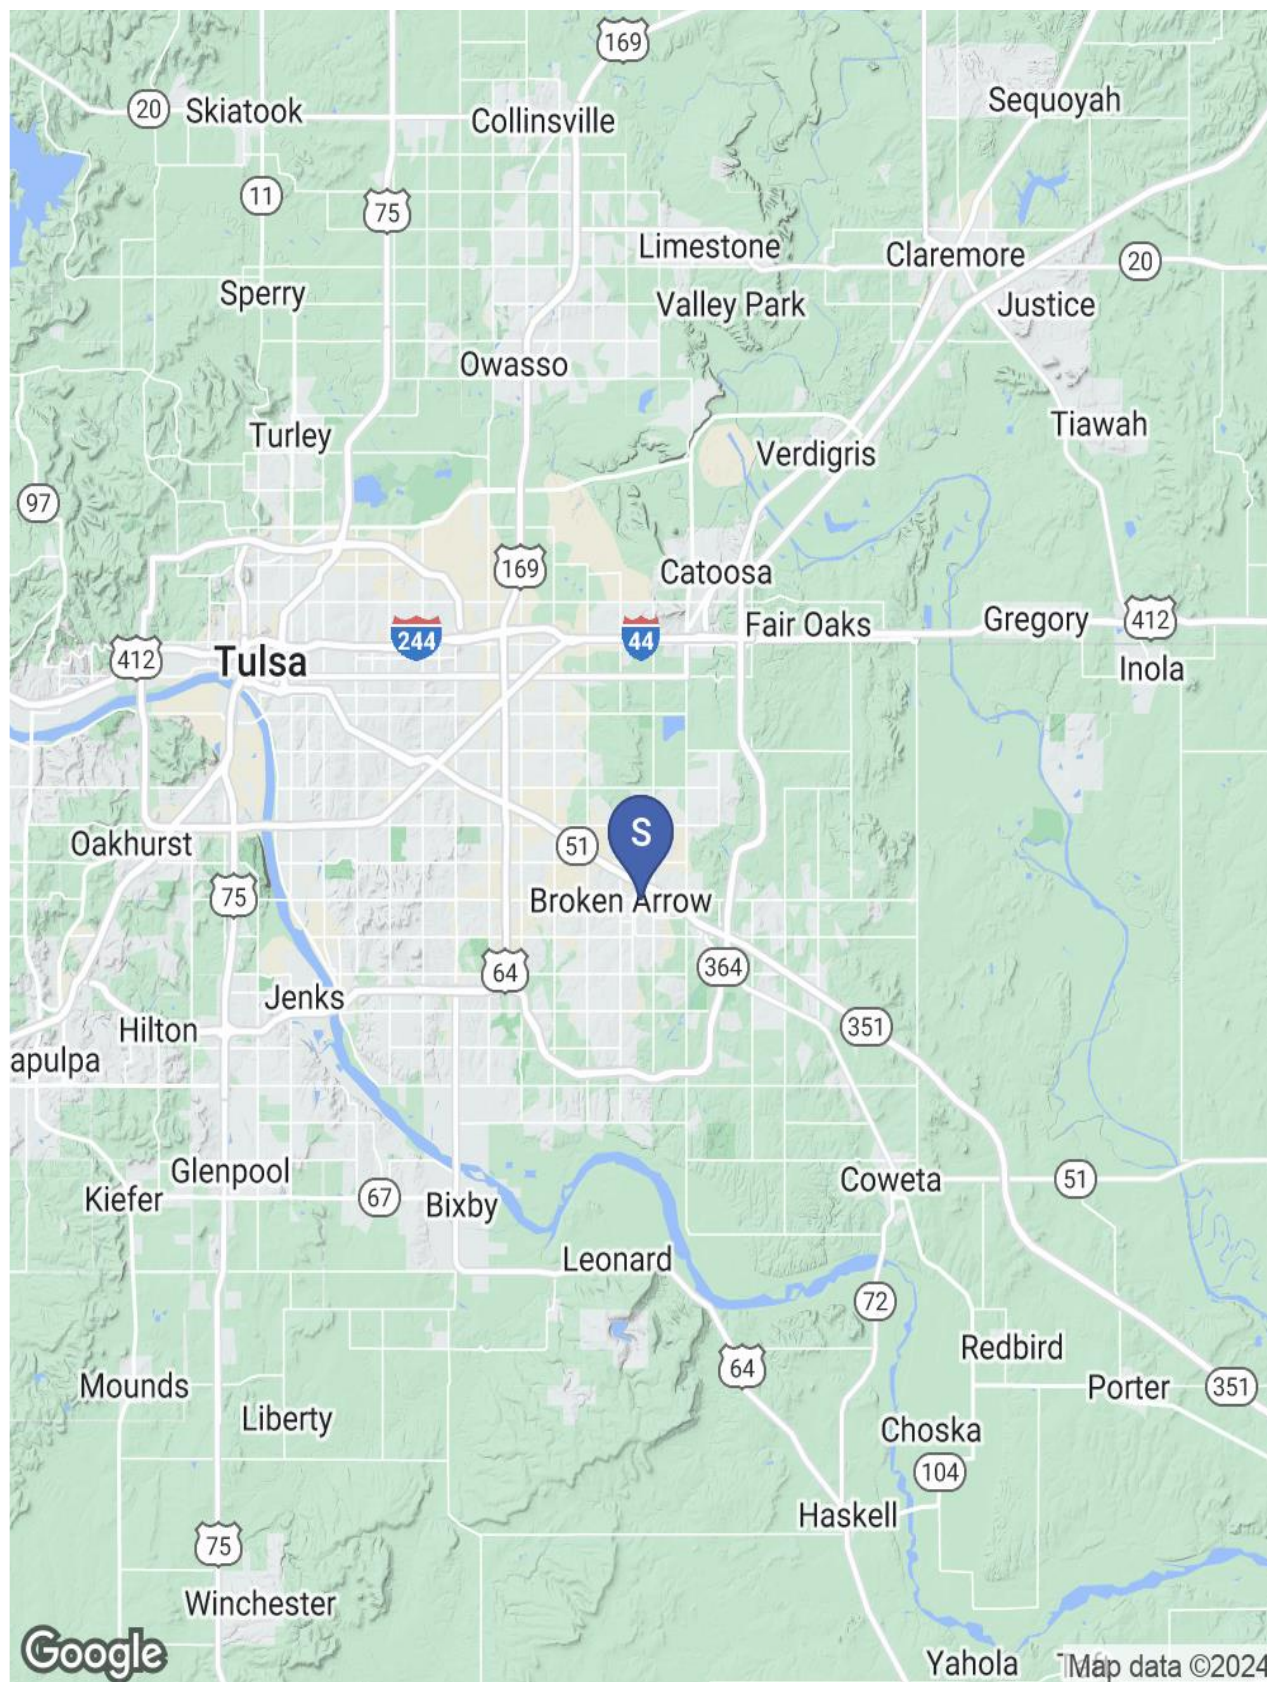 169
Sequoyah
20
Skiatook
Collinsville
11
75
Limestone
Claremore
20
Sperry
Valley Park
Justice
Owasso
Turley
Tiawah
Verdigris
97
169
Catoosa
244
44
Fair Oaks
Gregory
412
412
Tulsa
Inola
S
Oakhurst
51
75
Broken Arrow
64
364
Jenks
Hilton
351
apulpa
Glenpool
Coweta
51
Kiefer
67
Bixby
Leonard
72
Redbird
64
Mounds
Porter
351
Liberty
Choska
104
Haskell
75
Winchester
Google
Yahola
Map data ©2024